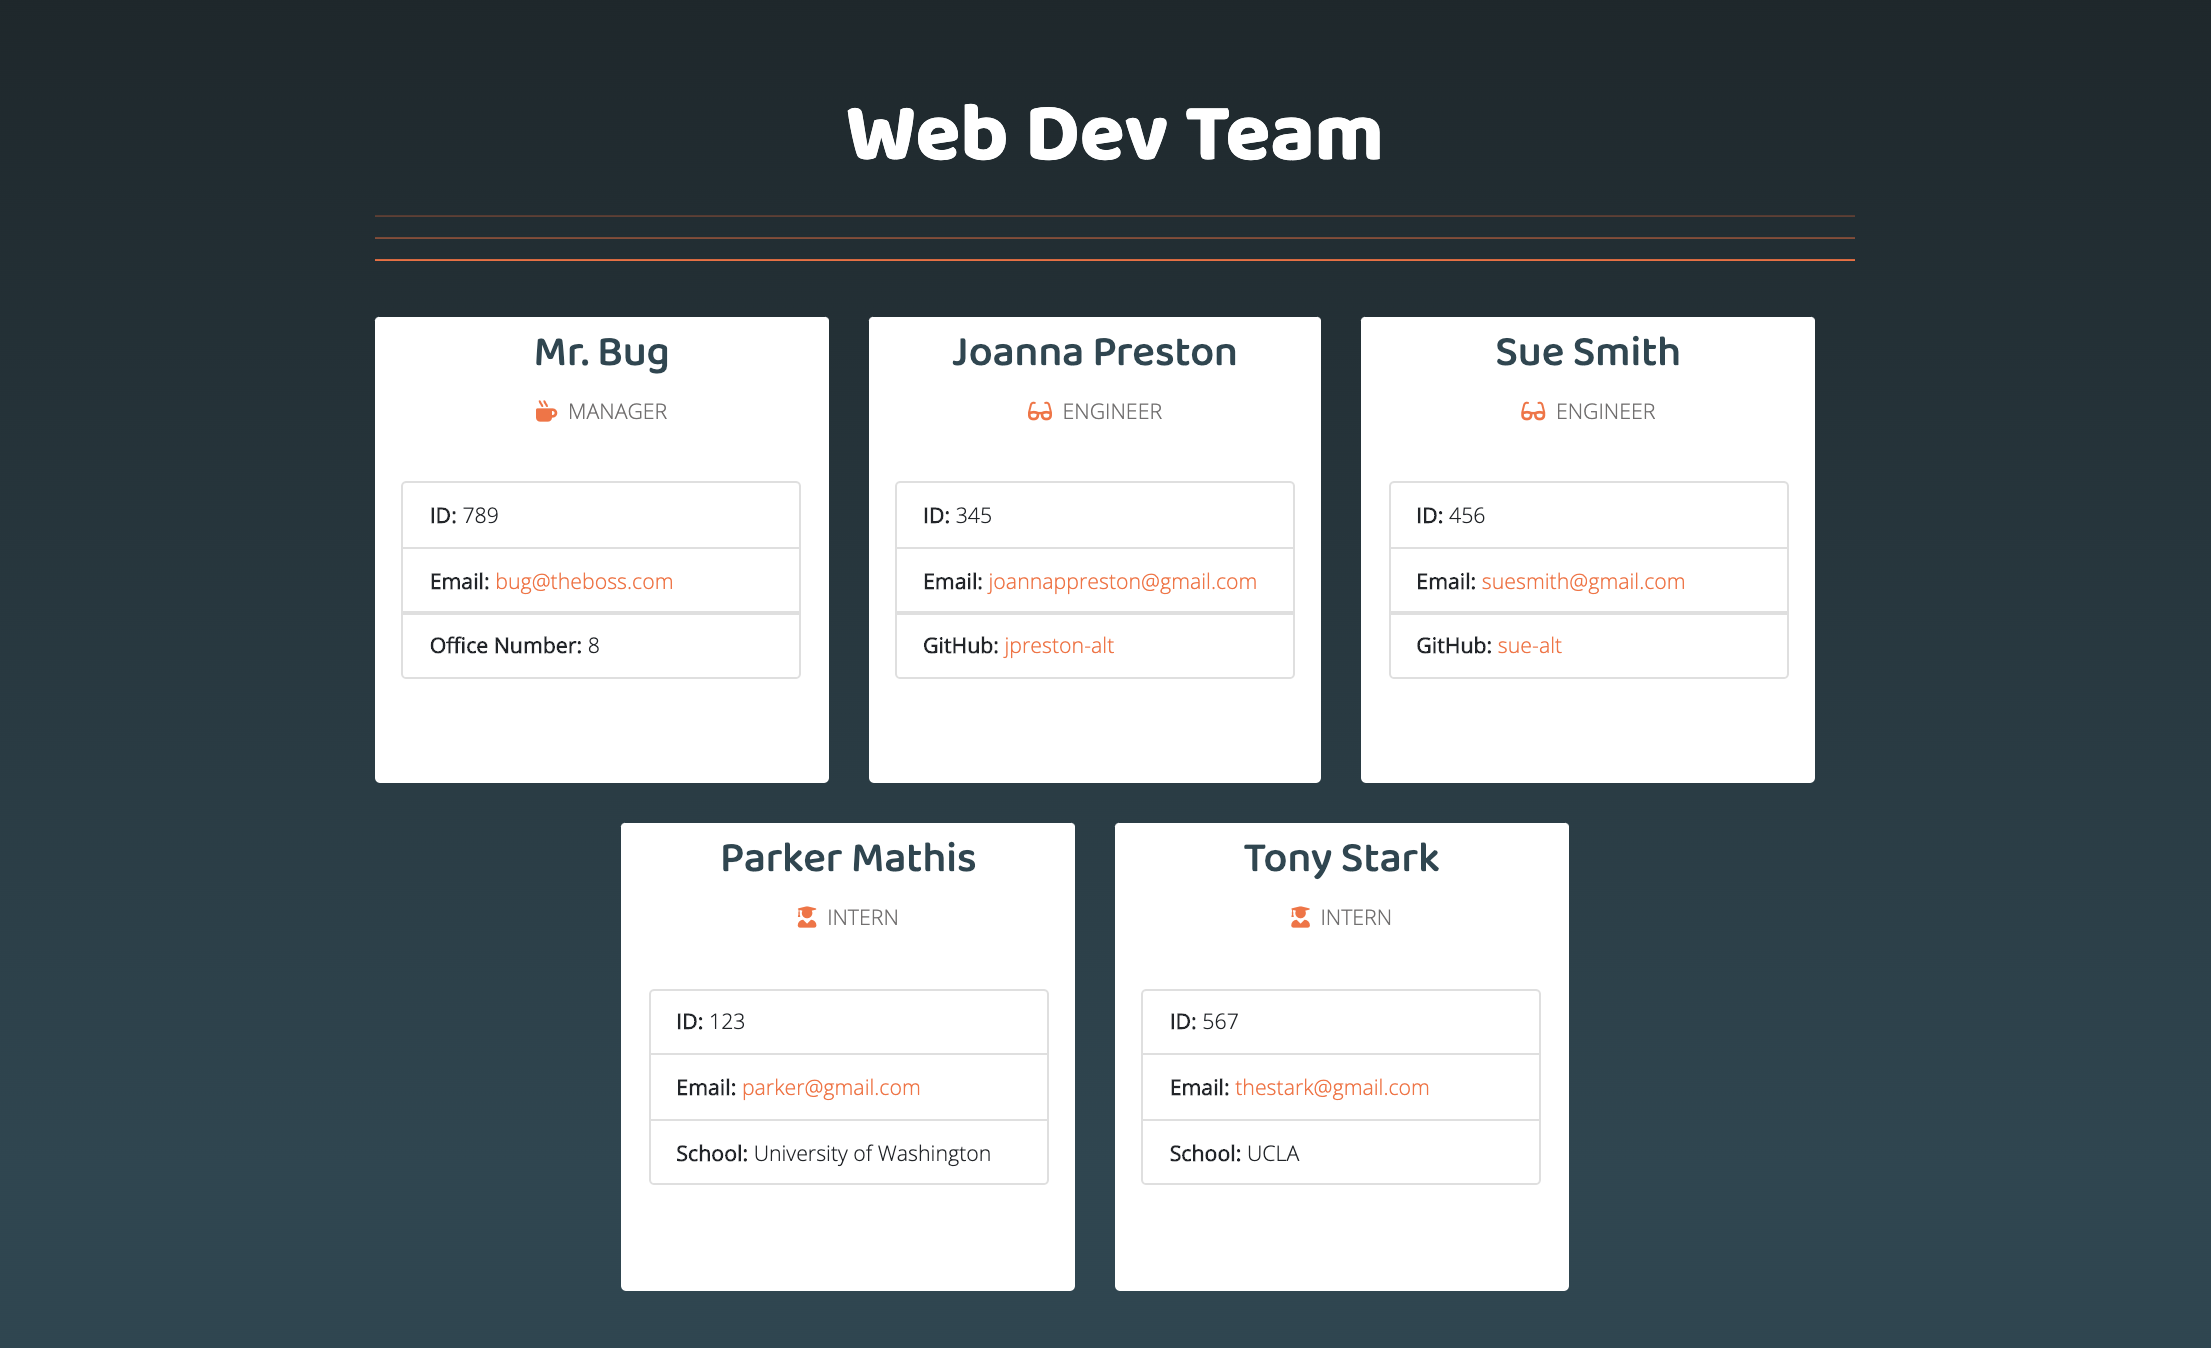 Web Dev Team
Mr. Bug
MANAGER
ID: 789
Email: bug@theboss.com
Office Number: 8
Joanna Preston
ENGINEER
ID: 345
Email: joannappreston@gmail.com
GitHub: jpreston-alt
Sue Smith
ENGINEER
ID: 456
Email: suesmith@gmail.com
GitHub: sue-alt
Parker Mathis
INTERN
ID: 123
Email: parker@gmail.com
School: University of Washington
Tony Stark
INTERN
ID: 567
Email: thestark@gmail.com
School: UCLA